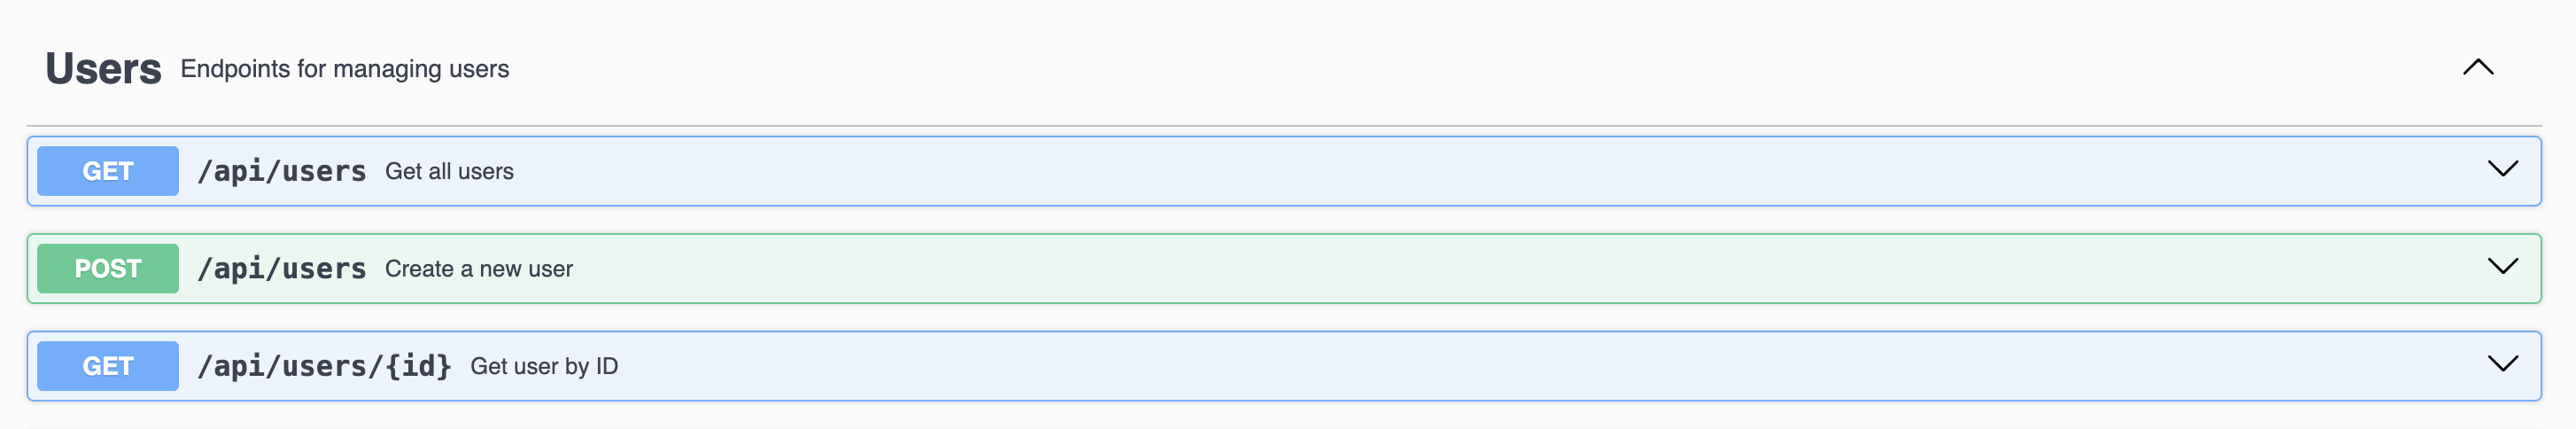 Users Endpoints for managing users
GET /api/users Get all users
POST /api/users Create a new user
GET /api/users/{id} Get user by ID